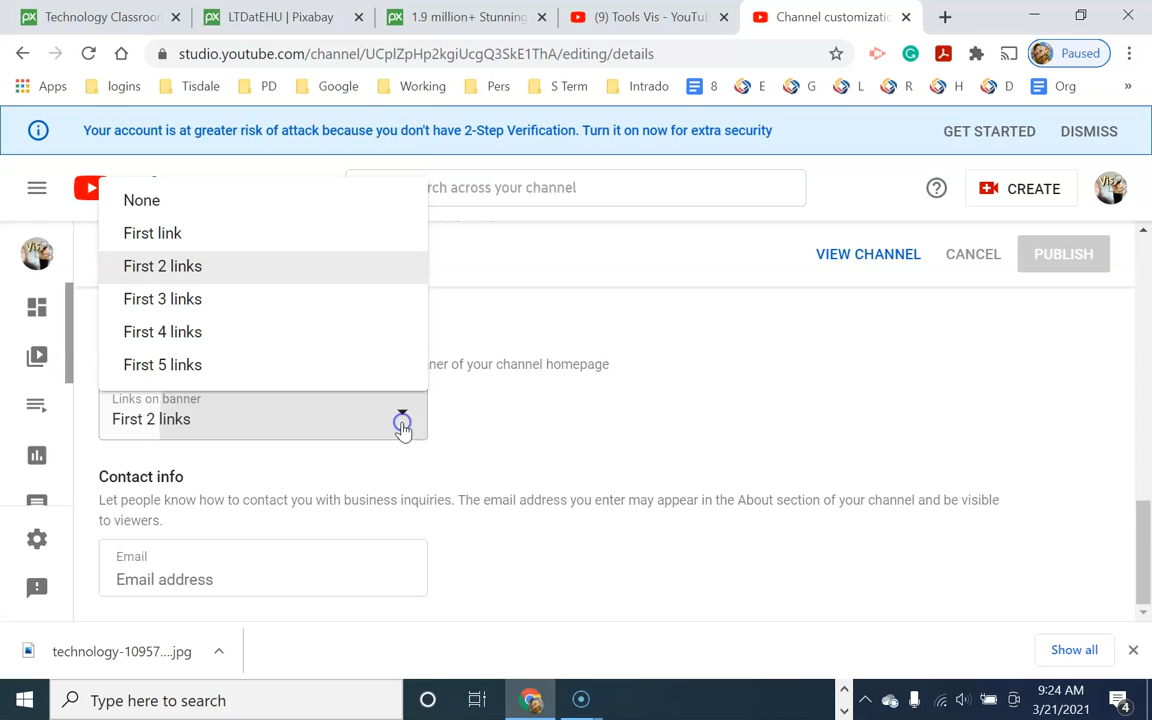 Technology Classroom
LTDatEHU | Pixabay
1.9 million+ Stunning
(9) Tools Vis - YouTube
Channel customizatio
studio.youtube.com/channel/UCplZpHp2kgiUcgQ3SkE1ThA/editing/details
Paused
Apps logins Tisdale PD Google Working Pers S Term Intrado 8 E G L R H D Org »
Your account is at greater risk of attack because you don't have 2-Step Verification. Turn it on now for extra security
GET STARTED DISMISS
rch across your channel
CREATE
VIEW CHANNEL CANCEL PUBLISH
None
First link
First 2 links
First 3 links
First 4 links
First 5 links
ner of your channel homepage
Links on banner
First 2 links
Contact info
Let people know how to contact you with business inquiries. The email address you enter may appear in the About section of your channel and be visible
to viewers.
Email
Email address
technology-10957....jpg
Show all
Type here to search
9:24 AM
3/21/2021
4